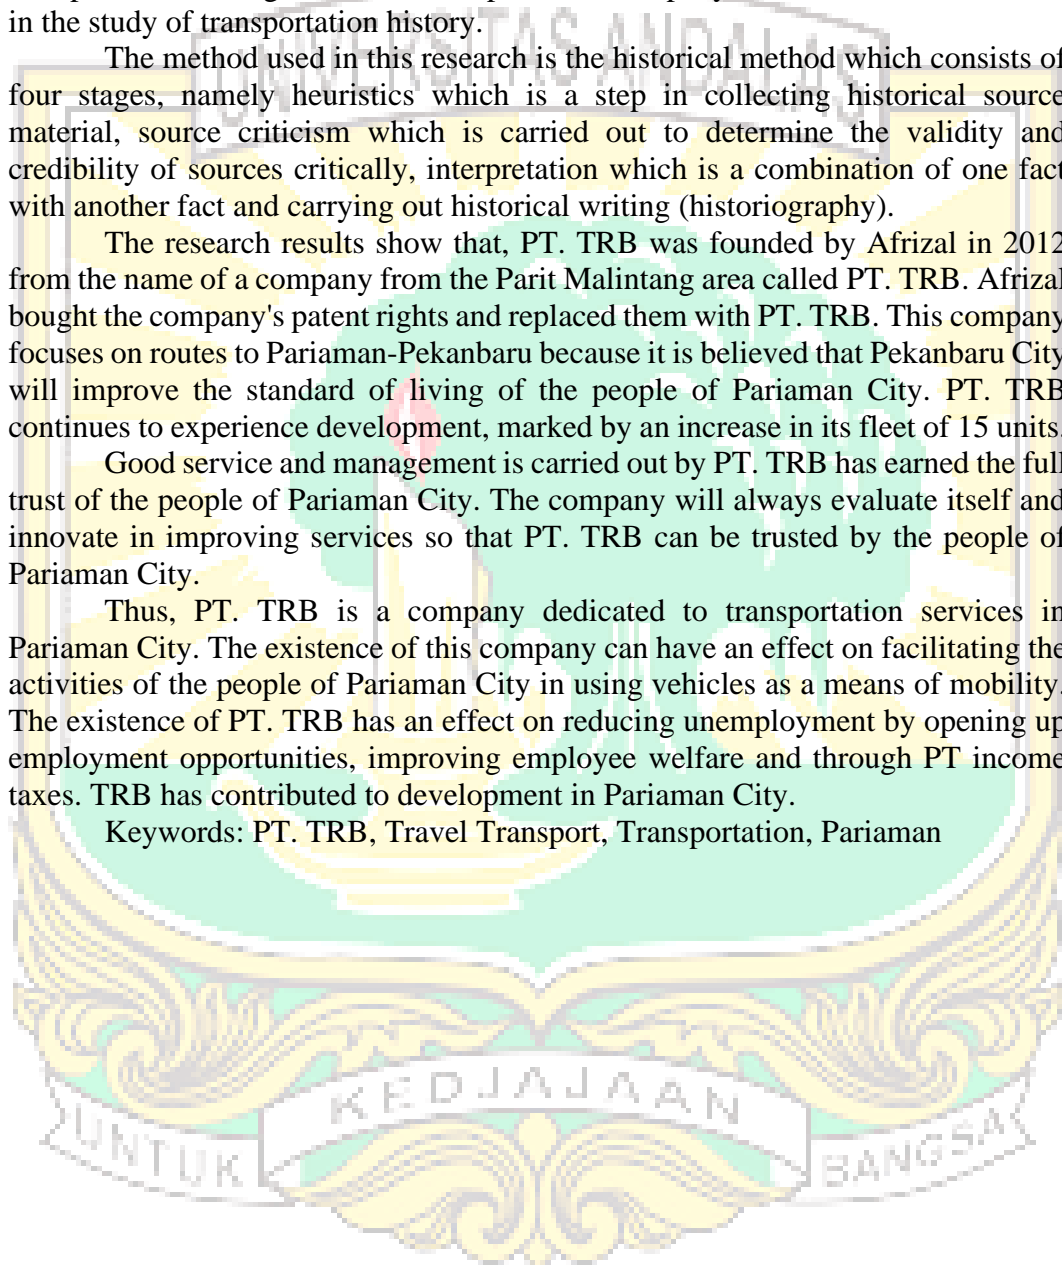 in the study of transportation history.
The method used in this research is the historical method which consists of
four stages, namely heuristics which is a step in collecting historical source
material, source criticism which is carried out to determine the validity and
credibility of sources critically, interpretation which is a combination of one fact
with another fact and carrying out historical writing (historiography).
The research results show that, PT. TRB was founded by Afrizal in 2012
from the name of a company from the Parit Malintang area called PT. TRB. Afrizal
bought the company's patent rights and replaced them with PT. TRB. This company
focuses on routes to Pariaman-Pekanbaru because it is believed that Pekanbaru City
will improve the standard of living of the people of Pariaman City. PT. TRB
continues to experience development, marked by an increase in its fleet of 15 units.
Good service and management is carried out by PT. TRB has earned the full
trust of the people of Pariaman City. The company will always evaluate itself and
innovate in improving services so that PT. TRB can be trusted by the people of
Pariaman City.
Thus, PT. TRB is a company dedicated to transportation services in
Pariaman City. The existence of this company can have an effect on facilitating the
activities of the people of Pariaman City in using vehicles as a means of mobility.
The existence of PT. TRB has an effect on reducing unemployment by opening up
employment opportunities, improving employee welfare and through PT income
taxes. TRB has contributed to development in Pariaman City.
Keywords: PT. TRB, Travel Transport, Transportation, Pariaman
UNIVERSITAS ANDALAS
UNTUK KEDJAJAAN BANGSA